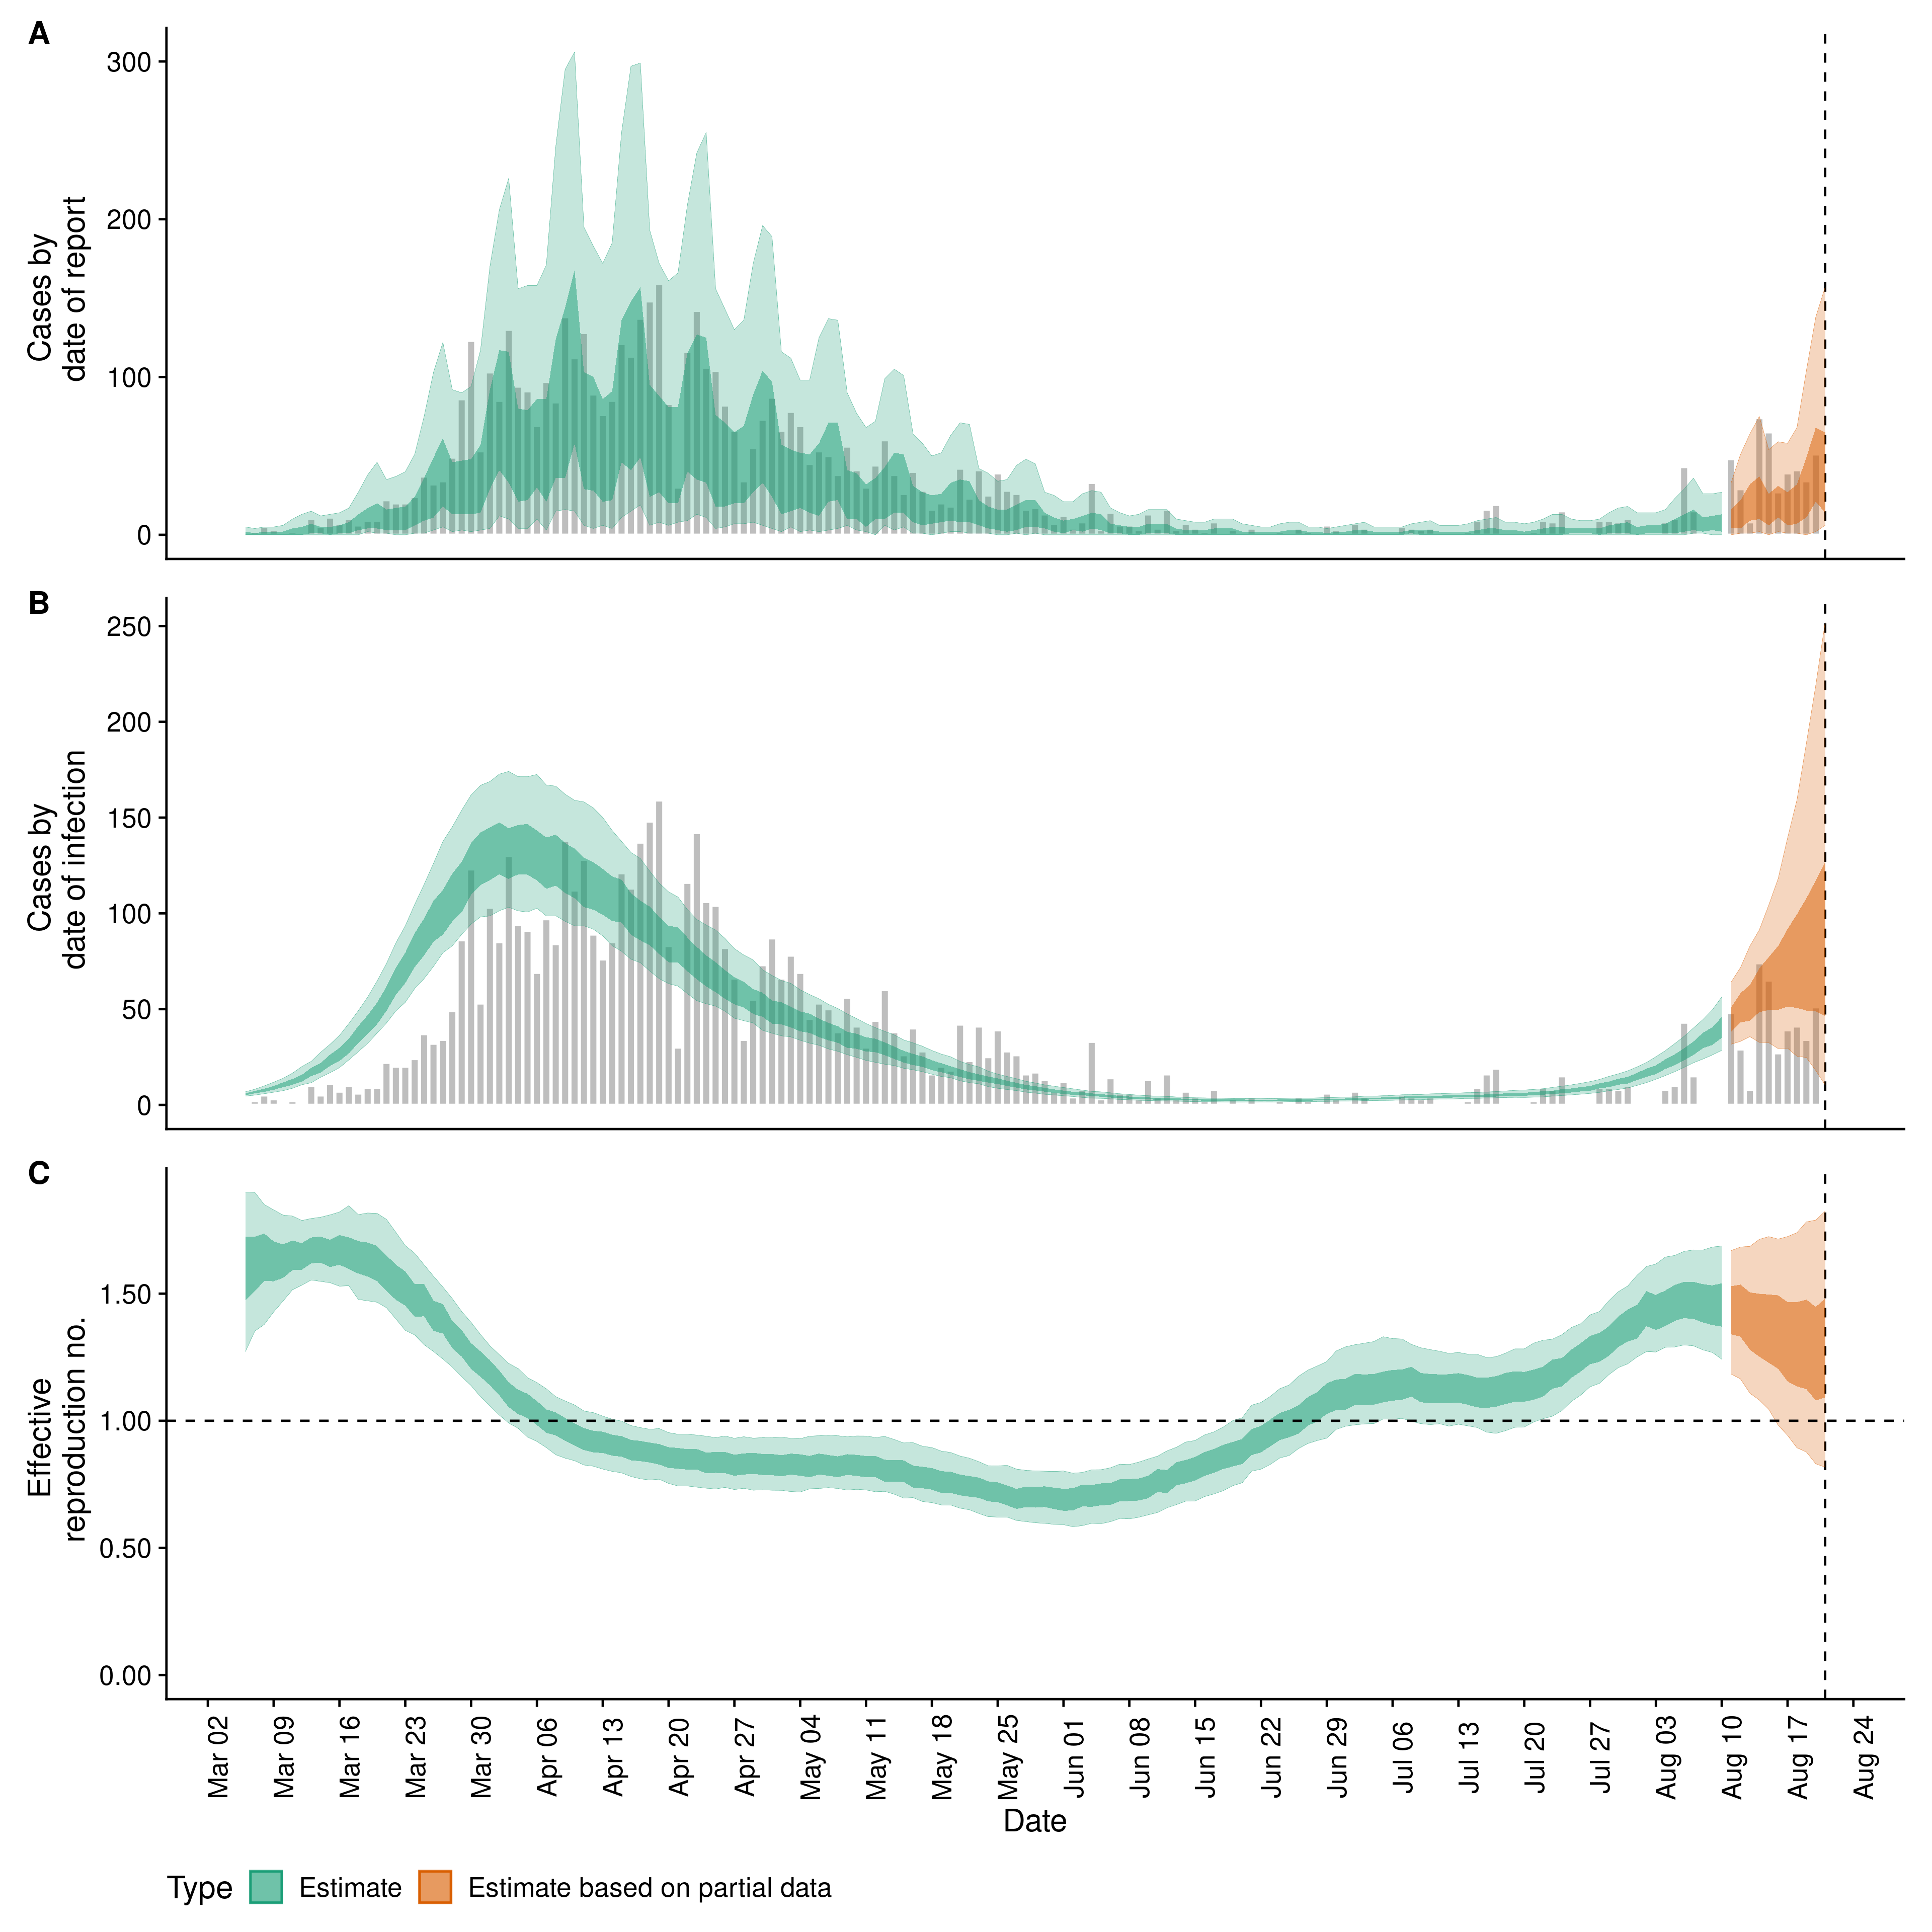 A
300
200
100
0
Cases by
date of report
B
250
200
150
100
50
0
Cases by
date of infection
C
1.50
1.00
0.50
0.00
Effective
reproduction no.
Mar 02
Mar 09
Mar 16
Mar 23
Mar 30
Apr 06
Apr 13
Apr 20
Apr 27
May 04
May 11
May 18
May 25
Jun 01
Jun 08
Jun 15
Jun 22
Jun 29
Jul 06
Jul 13
Jul 20
Jul 27
Aug 03
Aug 10
Aug 17
Aug 24
Date
Type Estimate Estimate based on partial data